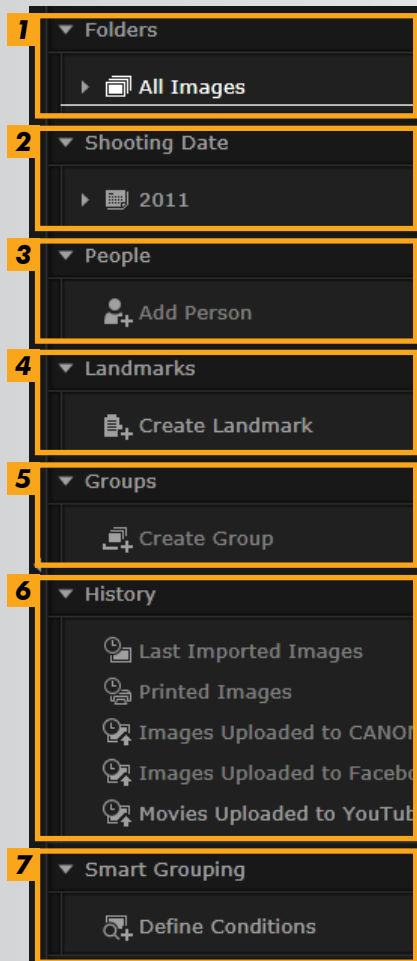 1 Folders
All Images
2 Shooting Date
2011
3 People
Add Person
4 Landmarks
Create Landmark
5 Groups
Create Group
6 History
Last Imported Images
Printed Images
Images Uploaded to CANON
Images Uploaded to Facebo
Movies Uploaded to YouTub
7 Smart Grouping
Define Conditions